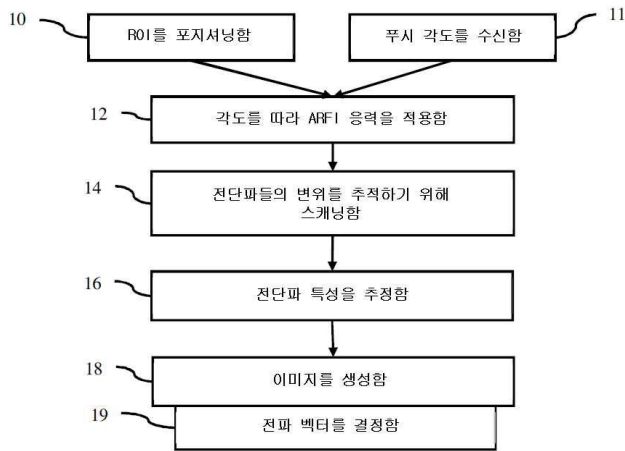 10
ROI를 포지셔닝함
푸시 각도를 수신함
11
12
각도를 따라 ARFI 응력을 적용함
14
전단파들의 변위를 추적하기 위해
스캐닝함
16
전단파 특성을 추정함
18
이미지를 생성함
19
전파 벡터를 결정함